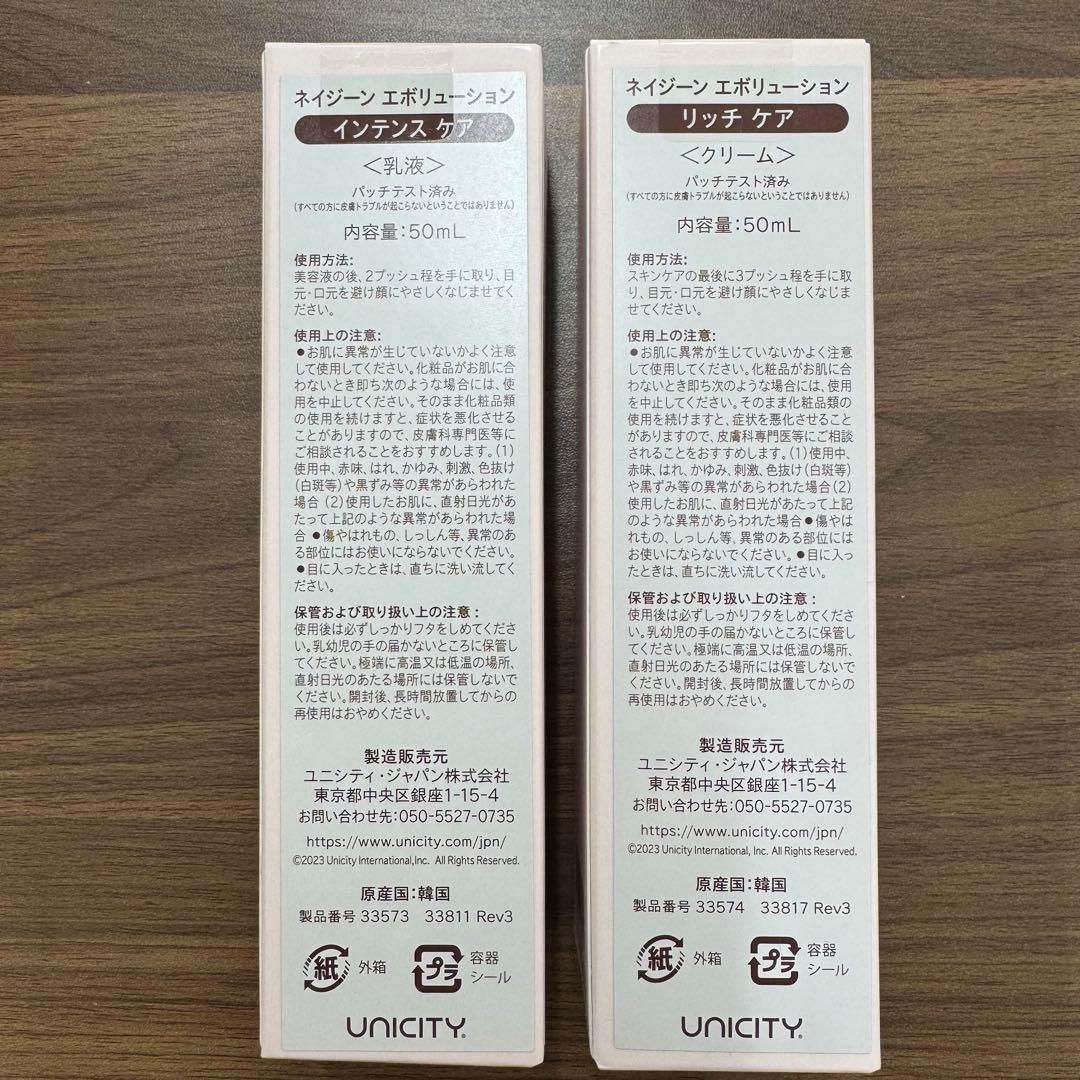 ネイジーン エボリューション
インテンス ケア
＜乳液＞
パッチテスト済み
(すべての方に皮膚トラブルが起こらないということではありません)
内容量：50mL
使用方法：
美容液の後、2プッシュ程を手に取り、目
元・口元を避け顔にやさしくなじませてく
ださい。
使用上の注意：
●お肌に異常が生じていないかよく注意
して使用してください。化粧品がお肌に合
わないとき即ち次のような場合には、使
用を中止してください。そのまま化粧品類
の使用を続けますと、症状を悪化させる
ことがありますので、皮膚科専門医等に
ご相談されることをおすすめします。(1)
使用中、赤味、はれ、かゆみ、刺激、色抜け
(白斑等)や黒ずみ等の異常があらわれた
場合 (2)使用したお肌に、直射日光があ
たって上記のような異常があらわれた場
合 ●傷やはれもの、しっしん等、異常のあ
る部位にはお使いにならないでください。
●目に入ったときは、直ちに洗い流してく
ださい。
保管および取り扱い上の注意：
使用後は必ずしっかりフタをしめてくださ
い。乳幼児の手の届かないところに保管し
てください。極端に高温又は低温の場所、
直射日光のあたる場所には保管しないで
ください。開封後、長時間放置してからの
再使用はおやめください。
製造販売元
ユニシティ・ジャパン株式会社
東京都中央区銀座1-15-4
お問い合わせ先：050-5527-0735
https://www.unicity.com/jpn/
©2023 Unicity International,Inc. All Rights Reserved.
原産国：韓国
製品番号 33573 33811 Rev3
紙 外箱
プラ 容器
シール
UNICITY®
ネイジーン エボリューション
リッチ ケア
＜クリーム＞
パッチテスト済み
(すべての方に皮膚トラブルが起こらないということではありません)
内容量：50mL
使用方法：
スキンケアの最後に3プッシュ程を手に取
り、目元・口元を避け顔にやさしくなじま
せてください。
使用上の注意：
●お肌に異常が生じていないかよく注意
して使用してください。化粧品がお肌に合
わないとき即ち次のような場合には、使用
を中止してください。そのまま化粧品類の
使用を続けますと、症状を悪化させること
がありますので、皮膚科専門医等にご相談
されることをおすすめします。(1)使用中、
赤味、はれ、かゆみ、刺激、色抜け(白斑等)
や黒ずみ等の異常があらわれた場合(2)
使用したお肌に、直射日光があたって上記
のような異常があらわれた場合●傷やは
れもの、しっしん等、異常のある部位には
お使いにならないでください。●目に入っ
たときは、直ちに洗い流してください。
保管および取り扱い上の注意：
使用後は必ずしっかりフタをしめてくださ
い。乳幼児の手の届かないところに保管し
てください。極端に高温又は低温の場所、
直射日光のあたる場所には保管しないで
ください。開封後、長時間放置してからの
再使用はおやめください。
製造販売元
ユニシティ・ジャパン株式会社
東京都中央区銀座1-15-4
お問い合わせ先：050-5527-0735
https://www.unicity.com/jpn/
©2023 Unicity International, Inc. All Rights Reserved.
原産国：韓国
製品番号 33574 33817 Rev3
紙 外箱
プラ 容器
シール
UNICITY®